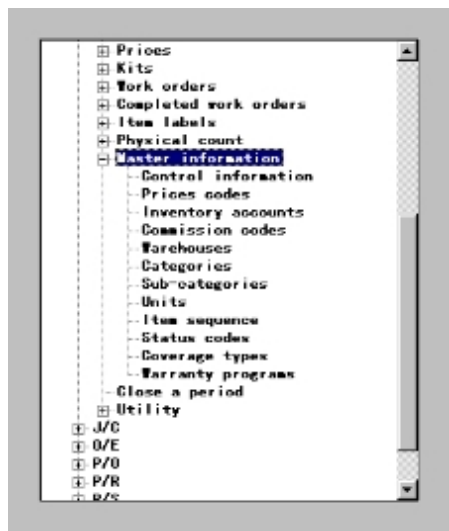 Prices
Kits
Work orders
Completed work orders
Item labels
Physical count
Master information
Control information
Prices codes
Inventory accounts
Commission codes
Warehouses
Categories
Sub-categories
Units
Item sequence
Status codes
Coverage types
Warranty programs
Close a period
Utility
J/C
O/E
P/O
P/R
R/S